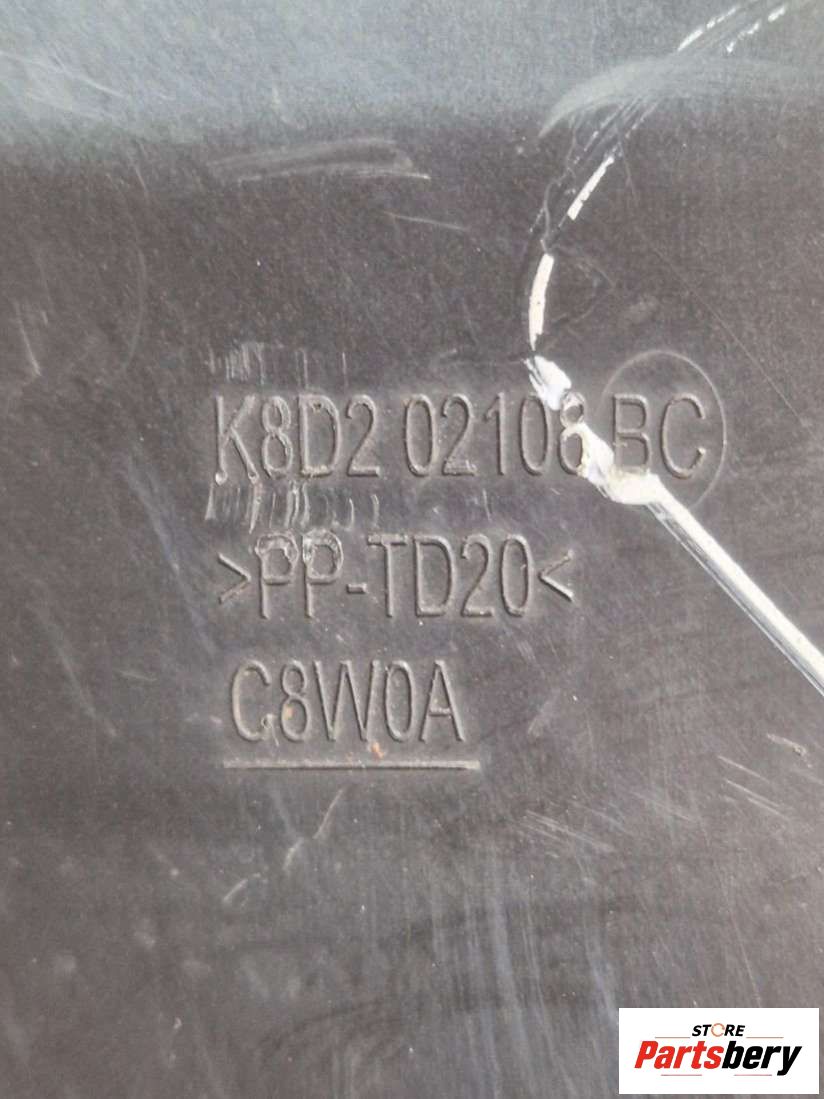 K8D2 02108 BC
>PP-TD20<
C8W0A
STORE
Partsbery